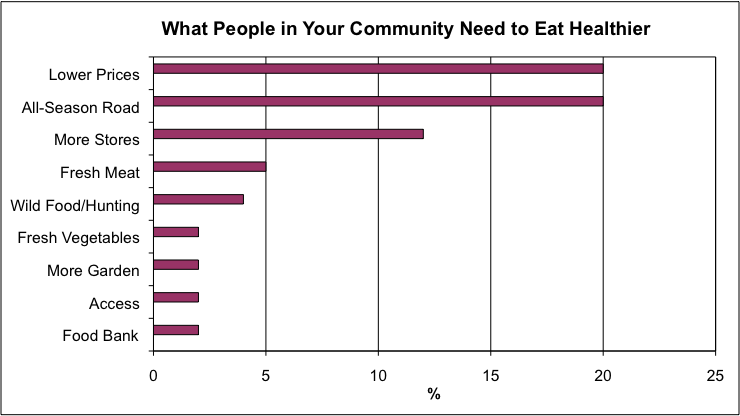 What People in Your Community Need to Eat Healthier
Lower Prices
All-Season Road
More Stores
Fresh Meat
Wild Food/Hunting
Fresh Vegetables
More Garden
Access
Food Bank
0 5 10 15 20 25
%